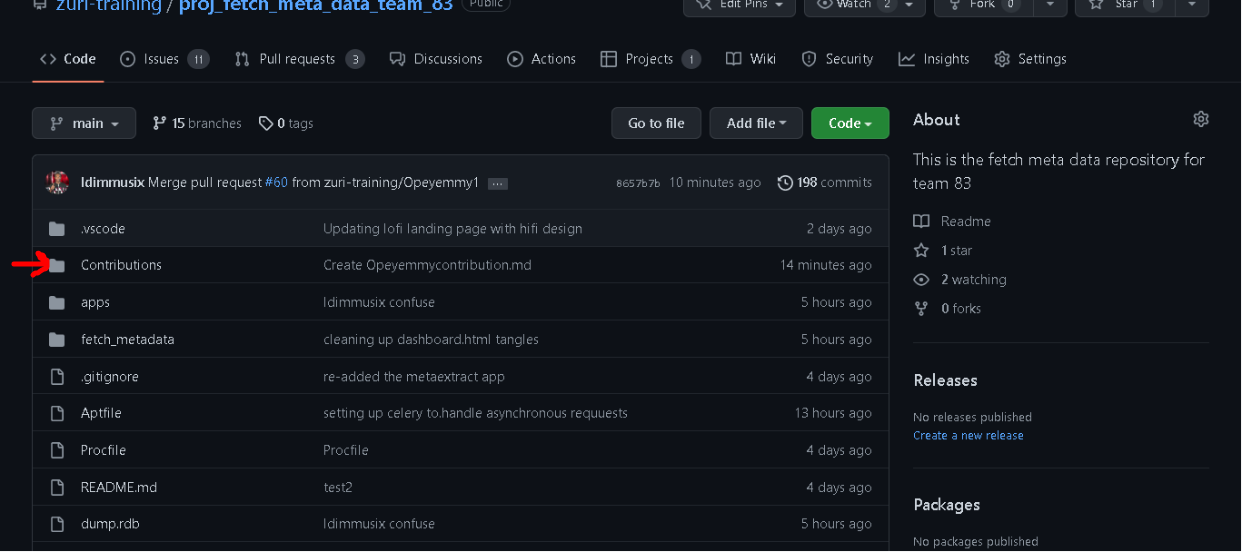 zuri-training / proj_fetch_meta_data_team_83 Public
Edit Pins Watch 2 Fork 0 Star 1
Code Issues 11 Pull requests 3 Discussions Actions Projects 1 Wiki Security Insights Settings
main 15 branches 0 tags Go to file Add file Code
Idimmusix Merge pull request #60 from zuri-training/Opeyemmy1 ... 8657b7b 10 minutes ago 198 commits
.vscode Updating lofi landing page with hifi design 2 days ago
Contributions Create Opeyemmycontribution.md 14 minutes ago
apps Idimmusix confuse 5 hours ago
fetch_metadata cleaning up dashboard.html tangles 5 hours ago
.gitignore re-added the metaextract app 4 days ago
Aptfile setting up celery to.handle asynchronous requuests 13 hours ago
Procfile Procfile 4 days ago
README.md test2 4 days ago
dump.rdb Idimmusix confuse 5 hours ago
About
This is the fetch meta data repository for
team 83
Readme
1 star
2 watching
0 forks
Releases
No releases published
Create a new release
Packages
No packages published